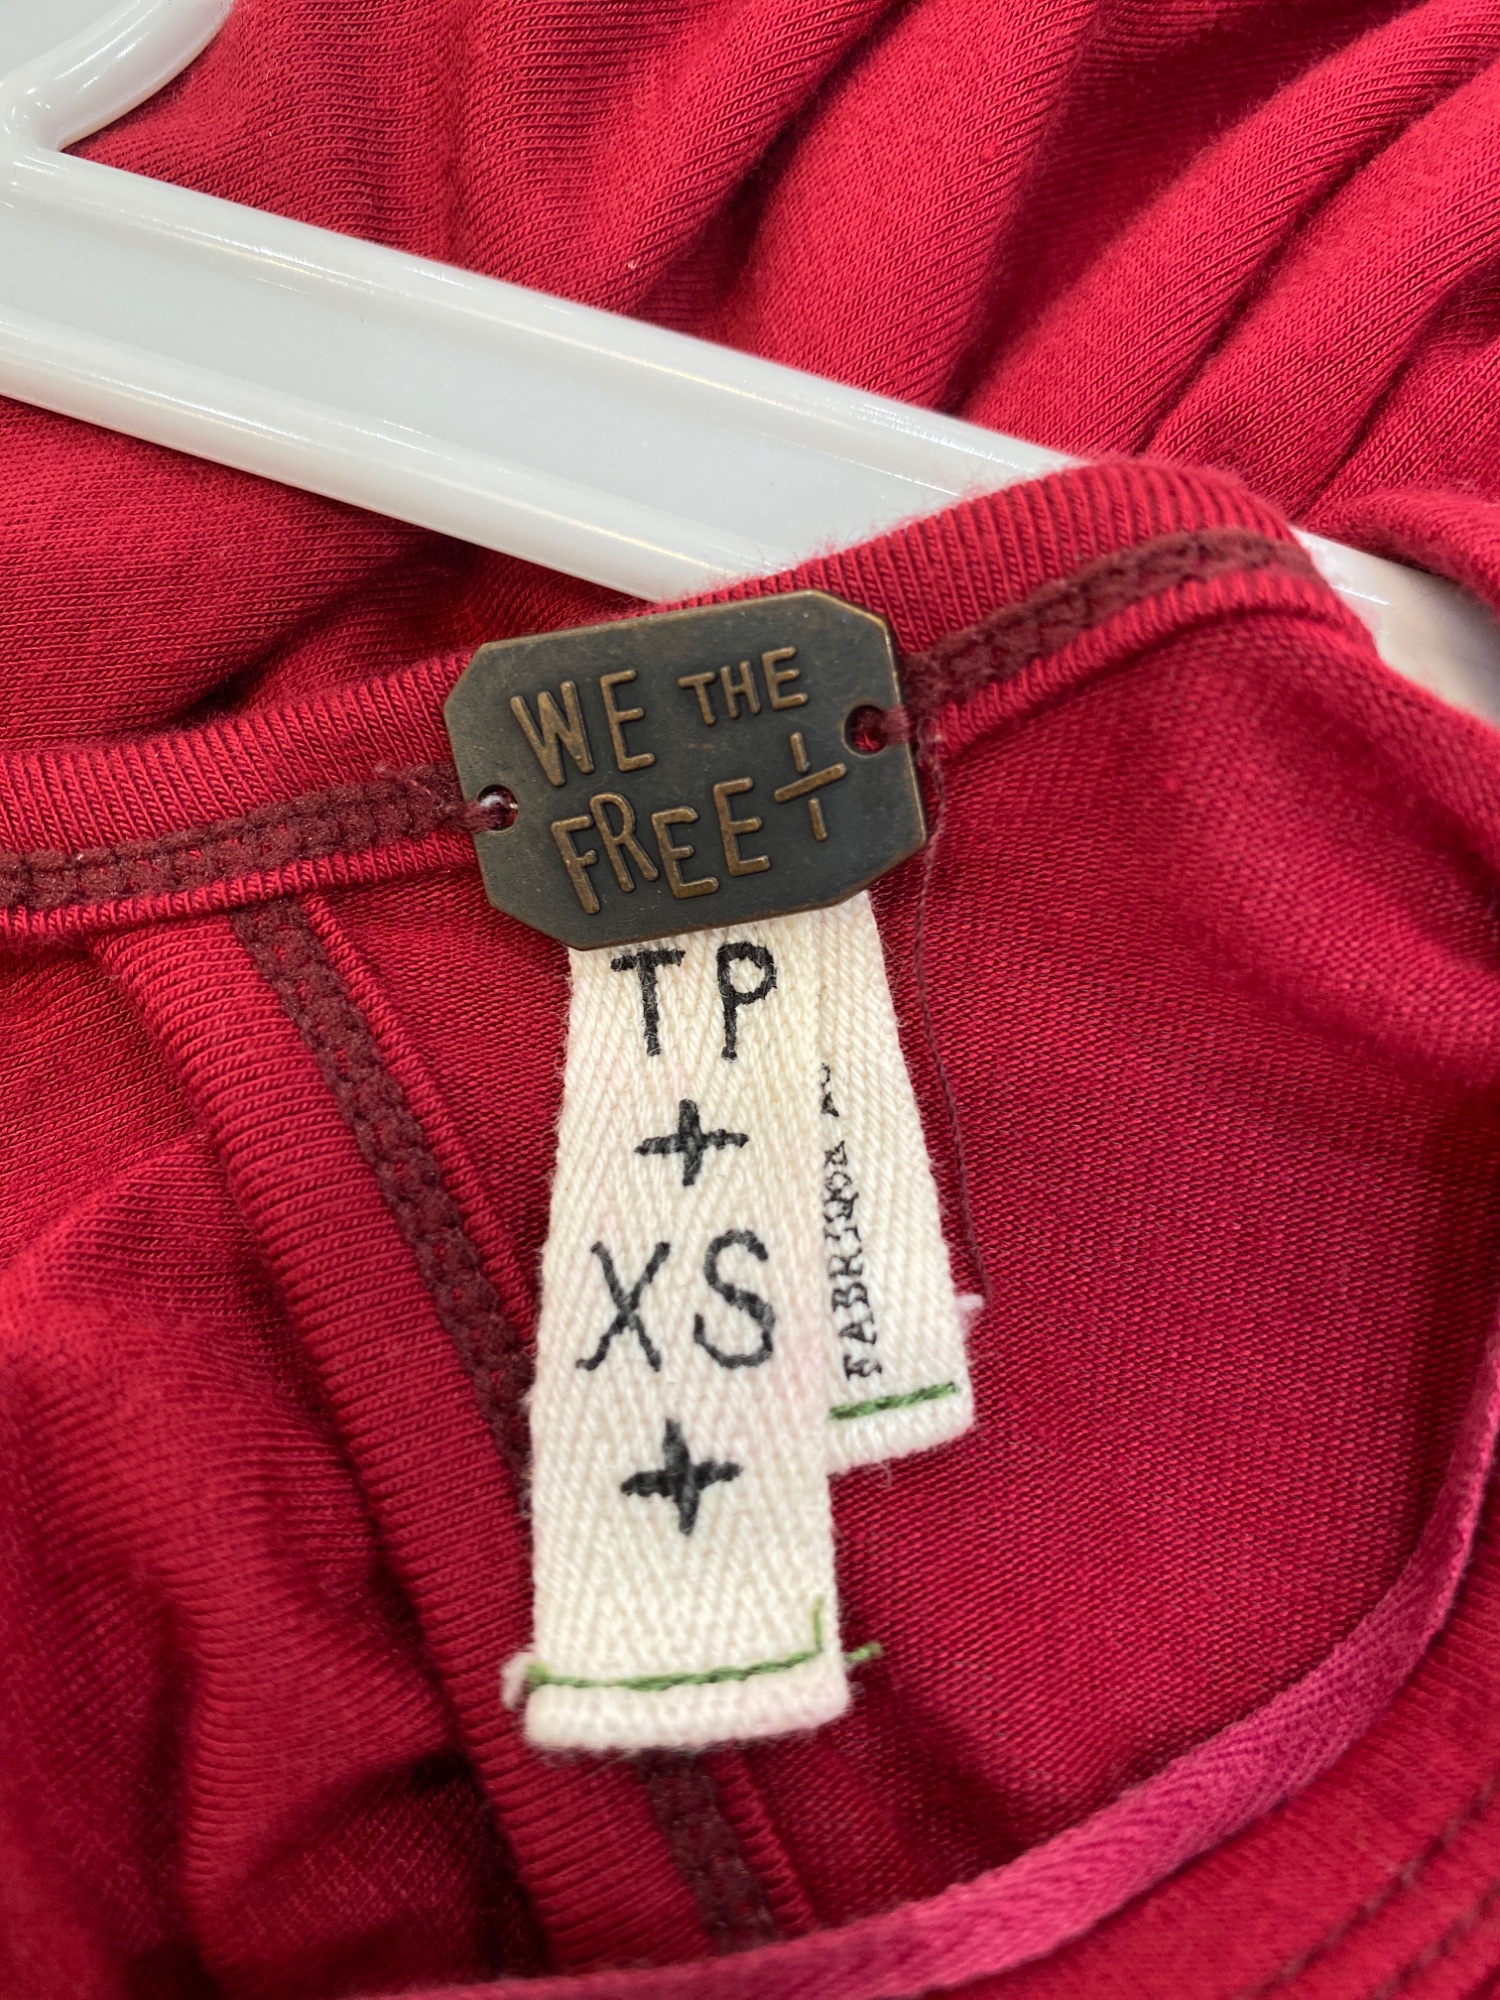 WE THE
FREE
TP
+
XS
+